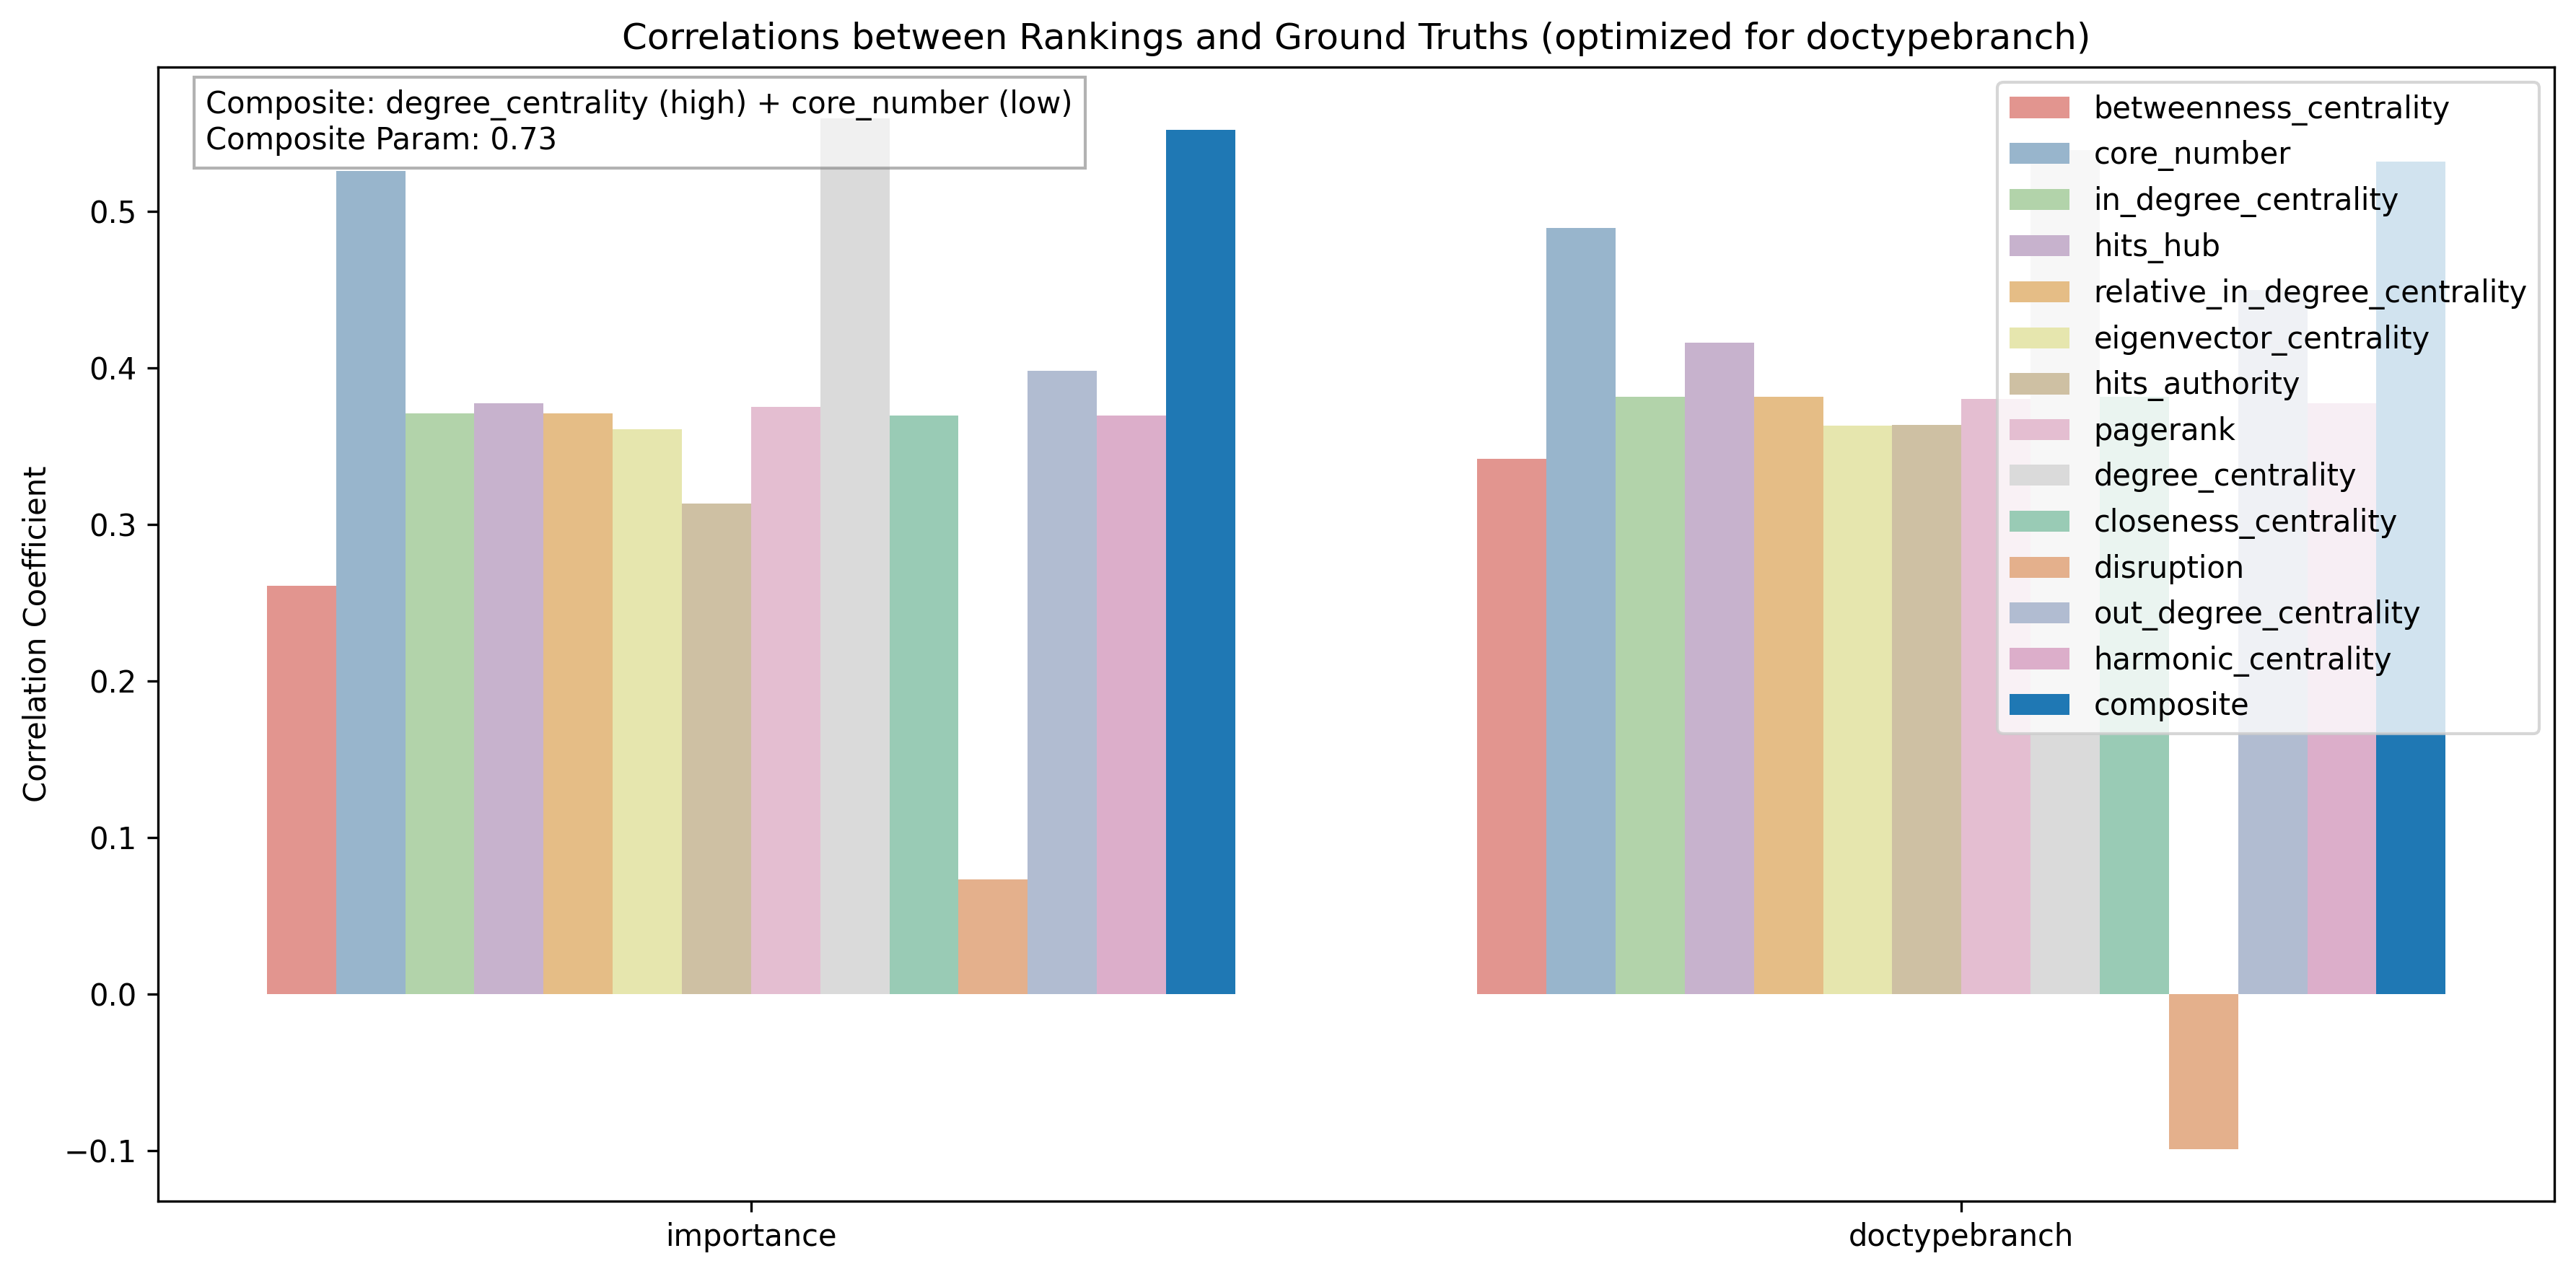 Correlations between Rankings and Ground Truths (optimized for doctypebranch)
Composite: degree_centrality (high) + core_number (low)
Composite Param: 0.73
betweenness_centrality
core_number
in_degree_centrality
hits_hub
relative_in_degree_centrality
eigenvector_centrality
hits_authority
pagerank
degree_centrality
closeness_centrality
disruption
out_degree_centrality
harmonic_centrality
composite
Correlation Coefficient
0.5
0.4
0.3
0.2
0.1
0.0
−0.1
importance
doctypebranch